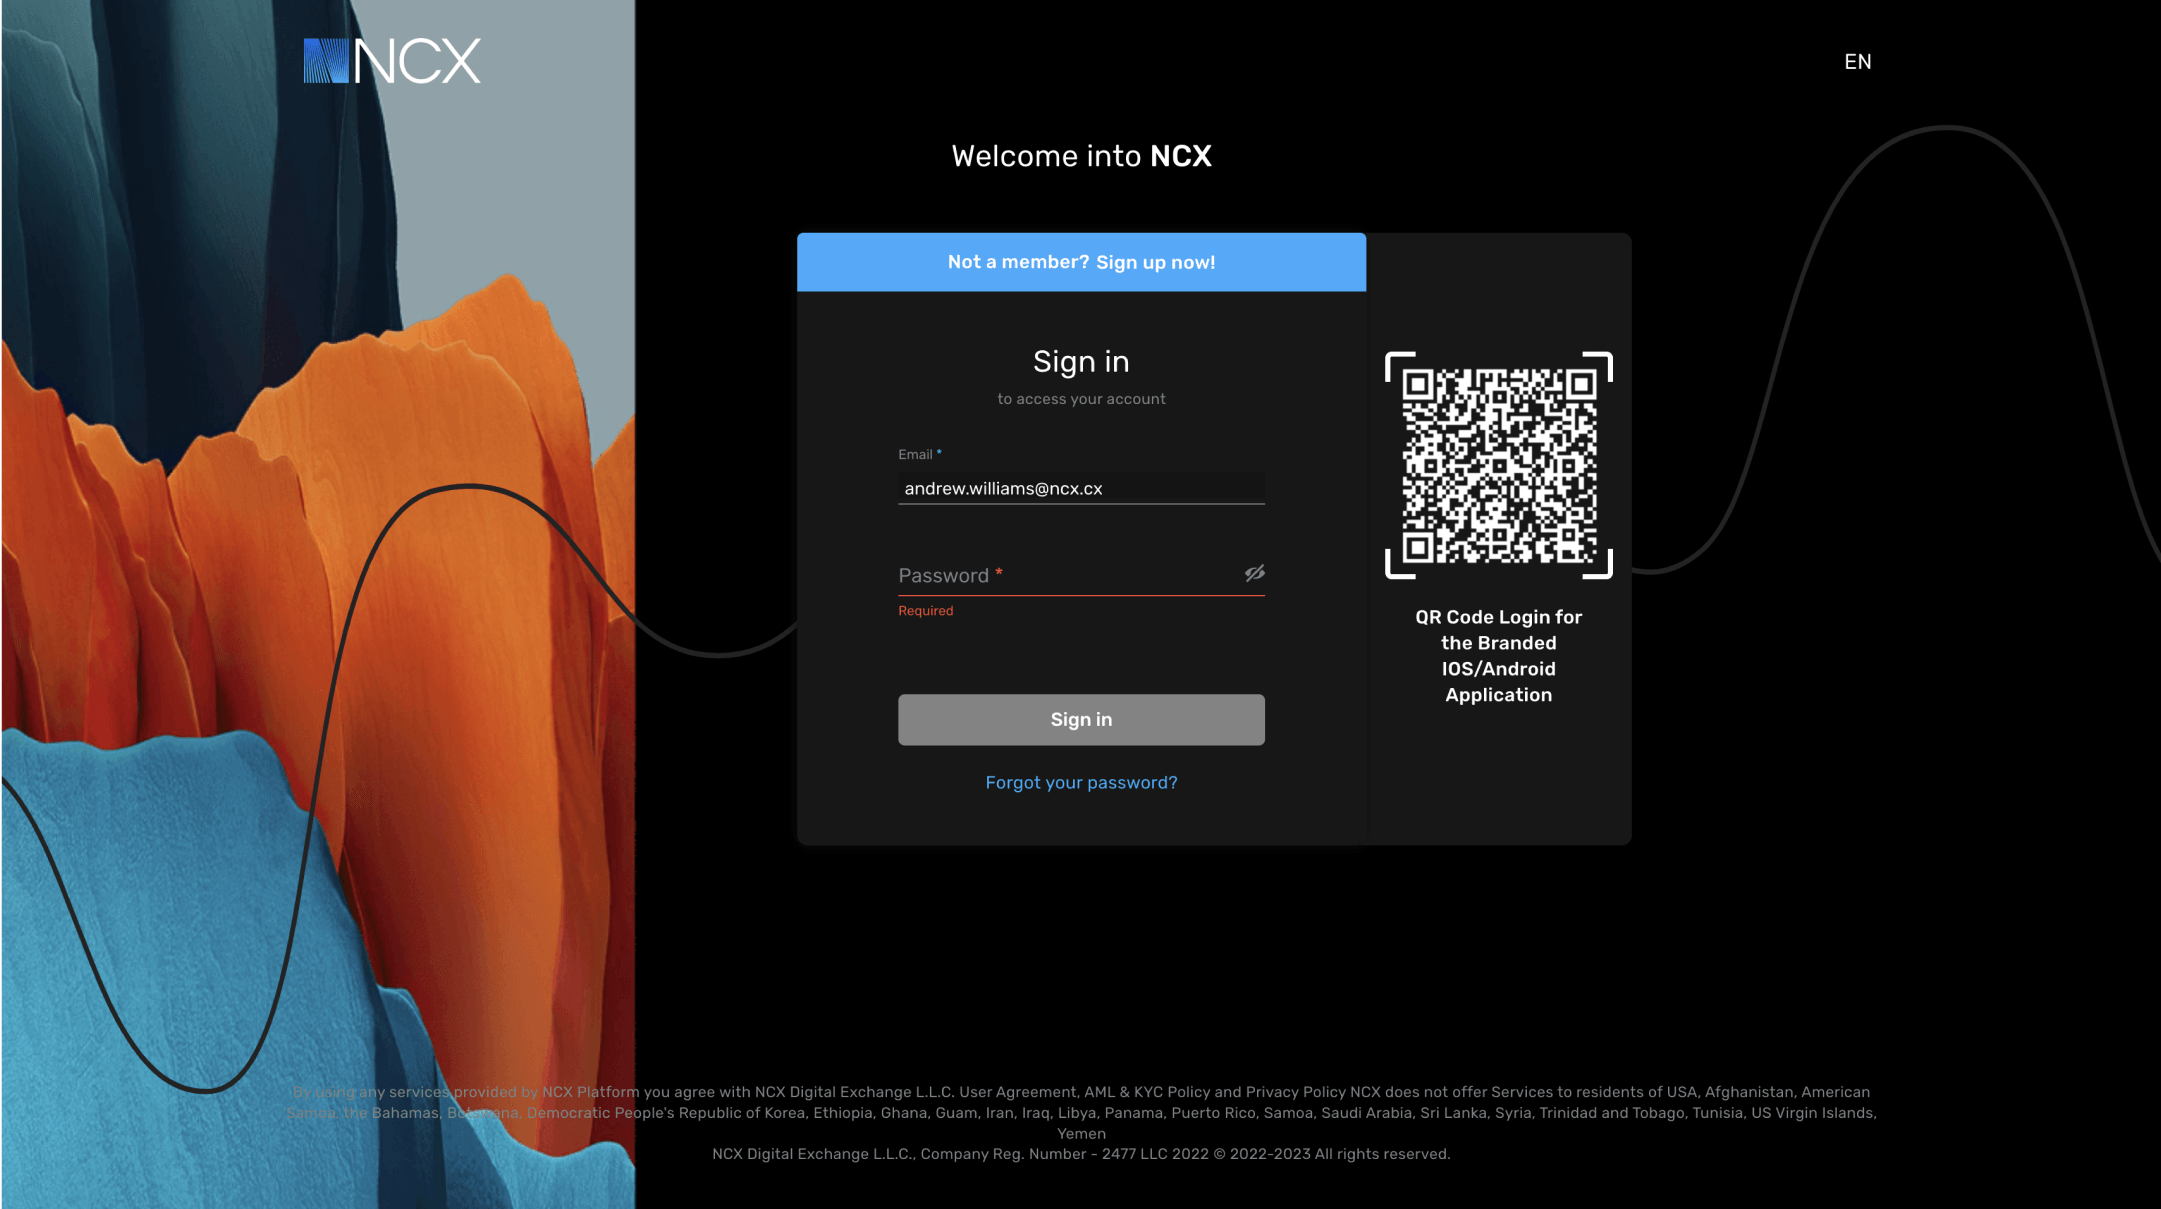 NCX
EN
Welcome into NCX
Not a member? Sign up now!
Sign in
to access your account
Email *
andrew.williams@ncx.cx
Password *
Required
Sign in
Forgot your password?
QR Code Login for
the Branded
IOS/Android
Application
By using any services provided by NCX Platform you agree with NCX Digital Exchange L.L.C. User Agreement, AML & KYC Policy and Privacy Policy NCX does not offer Services to residents of USA, Afghanistan, American
Samoa, the Bahamas, Botswana, Democratic People's Republic of Korea, Ethiopia, Ghana, Guam, Iran, Iraq, Libya, Panama, Puerto Rico, Samoa, Saudi Arabia, Sri Lanka, Syria, Trinidad and Tobago, Tunisia, US Virgin Islands,
Yemen
NCX Digital Exchange L.L.C., Company Reg. Number - 2477 LLC 2022 © 2022-2023 All rights reserved.